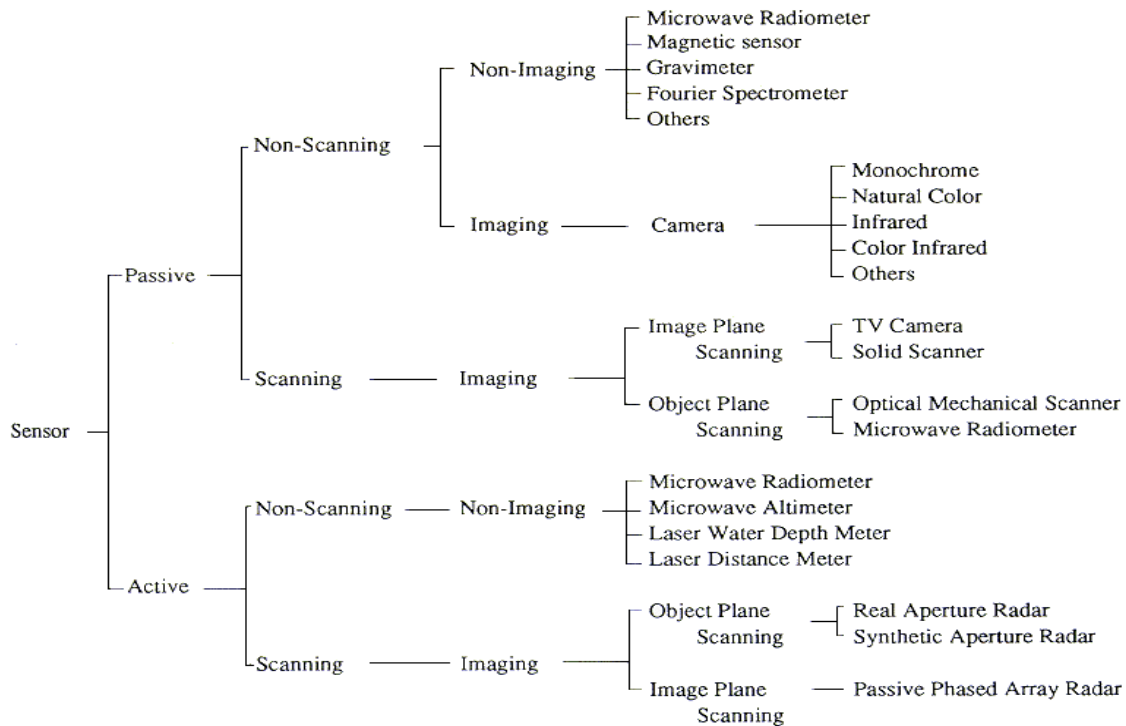 Microwave Radiometer
Magnetic sensor
Non-Imaging
Gravimeter
Fourier Spectrometer
Others
Non-Scanning
Monochrome
Natural Color
Imaging
Camera
Infrared
Color Infrared
Others
Passive
Image Plane
Scanning
TV Camera
Solid Scanner
Scanning
Imaging
Object Plane
Scanning
Optical Mechanical Scanner
Microwave Radiometer
Sensor
Non-Scanning
Non-Imaging
Microwave Radiometer
Microwave Altimeter
Laser Water Depth Meter
Laser Distance Meter
Active
Object Plane
Scanning
Real Aperture Radar
Synthetic Aperture Radar
Scanning
Imaging
Image Plane
Scanning
Passive Phased Array Radar